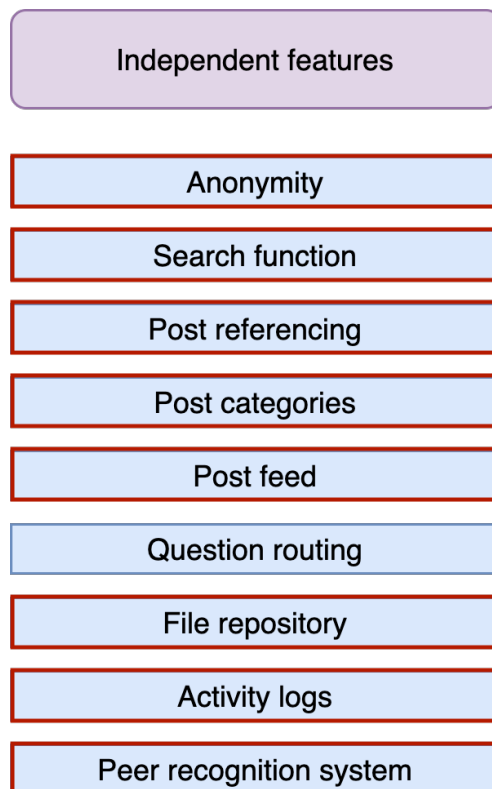 Independent features
Anonymity
Search function
Post referencing
Post categories
Post feed
Question routing
File repository
Activity logs
Peer recognition system